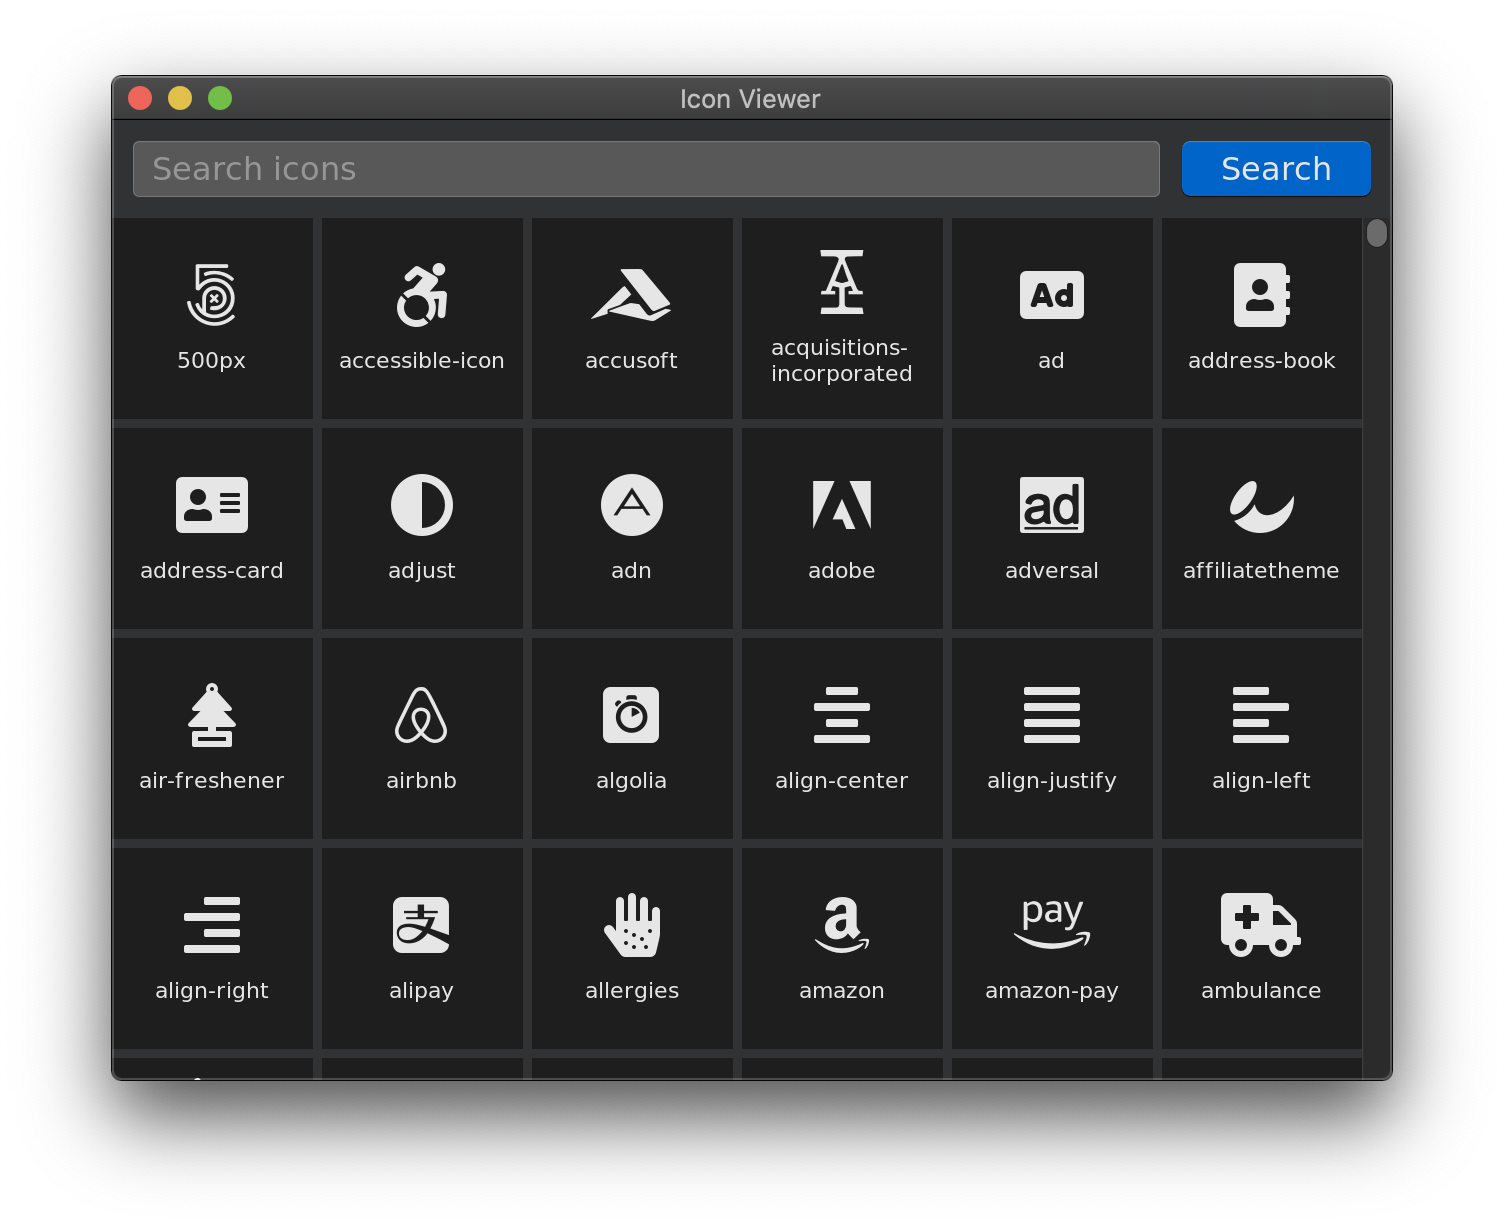 Icon Viewer
Search icons
Search
500px
accessible-icon
accusoft
acquisitions-
incorporated
Ad
ad
address-book
address-card
adjust
adn
adobe
ad
adversal
affiliatetheme
air-freshener
airbnb
algolia
align-center
align-justify
align-left
align-right
支
alipay
allergies
a
amazon
pay
amazon-pay
ambulance